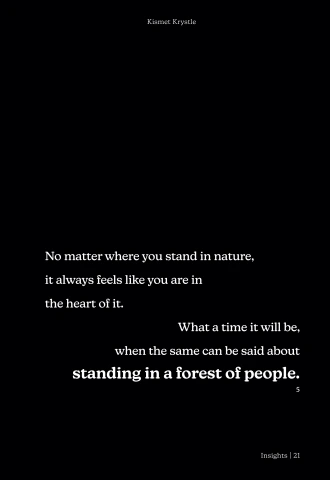 Kismet Krystle
No matter where you stand in nature,
it always feels like you are in
the heart of it.
What a time it will be,
when the same can be said about
standing in a forest of people.
5
Insights | 21